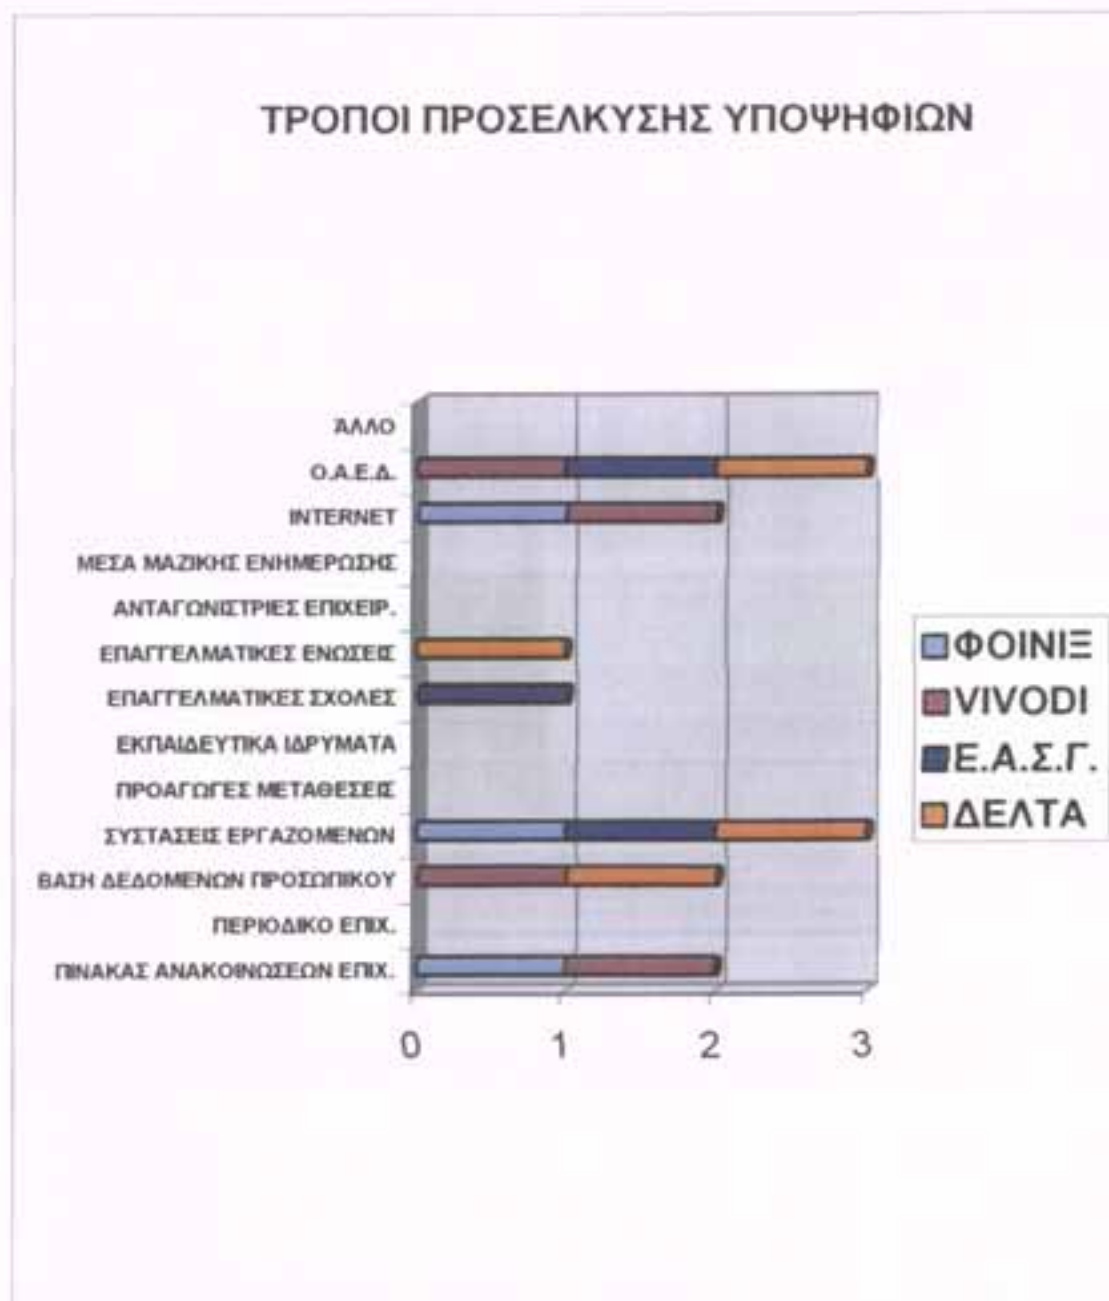 ΤΡΟΠΟΙ ΠΡΟΣΕΛΚΥΣΗΣ ΥΠΟΨΗΦΙΩΝ
ΆΛΛΟ
Ο.Α.Ε.Δ.
INTERNET
ΜΕΣΑ ΜΑΖΙΚΗΣ ΕΝΗΜΕΡΩΣΗΣ
ΑΝΤΑΓΩΝΙΣΤΡΙΕΣ ΕΠΙΧΕΙΡ.
ΕΠΑΓΓΕΛΜΑΤΙΚΕΣ ΕΝΩΣΕΙΣ
ΕΠΑΓΓΕΛΜΑΤΙΚΕΣ ΣΧΟΛΕΣ
ΕΚΠΑΙΔΕΥΤΙΚΑ ΙΔΡΥΜΑΤΑ
ΠΡΟΑΓΩΓΕΣ ΜΕΤΑΘΕΣΕΙΣ
ΣΥΣΤΑΣΕΙΣ ΕΡΓΑΖΟΜΕΝΩΝ
ΒΑΣΗ ΔΕΔΟΜΕΝΩΝ ΠΡΟΣΩΠΙΚΟΥ
ΠΕΡΙΟΔΙΚΟ ΕΠΙΧ.
ΠΙΝΑΚΑΣ ΑΝΑΚΟΙΝΩΣΕΩΝ ΕΠΙΧ.
0 1 2 3
ΦΟΙΝΙΞ
VIVODI
Ε.Α.Σ.Γ.
ΔΕΛΤΑ